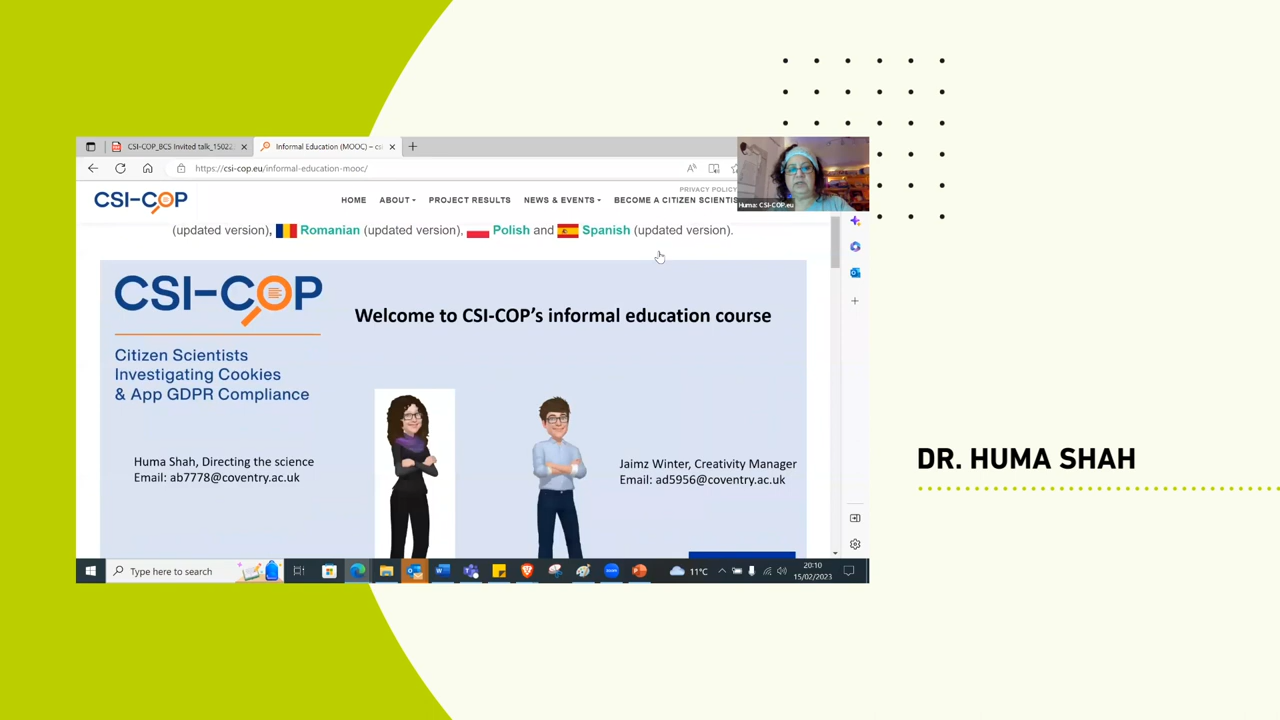 CSI-COP_BCS Invited talk_15022
Informal Education (MOOC) – cs
https://csi-cop.eu/informal-education-mooc/
Huma: CSI-COP.eu
PRIVACY POLICY
CSI-COP
HOME ABOUT PROJECT RESULTS NEWS & EVENTS BECOME A CITIZEN SCIENTIS
(updated version), Romanian (updated version), Polish and Spanish (updated version).
CSI-COP
Welcome to CSI-COP's informal education course
Citizen Scientists
Investigating Cookies
& App GDPR Compliance
Huma Shah, Directing the science
Email: ab7778@coventry.ac.uk
Jaimz Winter, Creativity Manager
Email: ad5956@coventry.ac.uk
DR. HUMA SHAH
Type here to search
11°C
20:10
15/02/2023